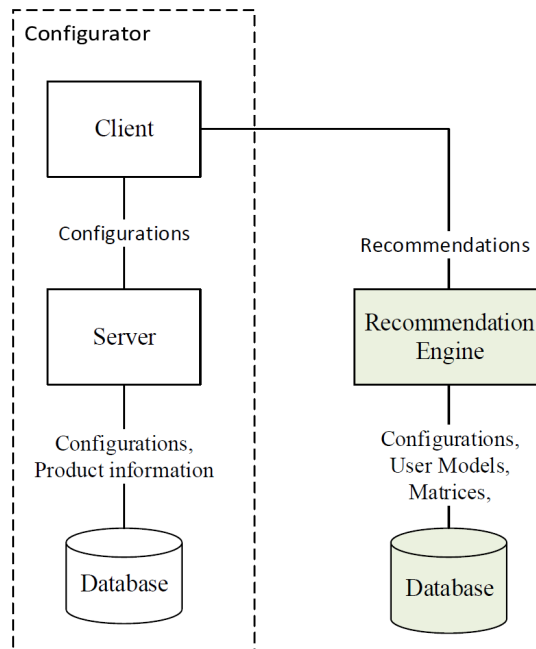 Configurator
Client
Configurations
Recommendations
Server
Recommendation
Engine
Configurations,
Product information
Configurations,
User Models,
Matrices,
Database
Database